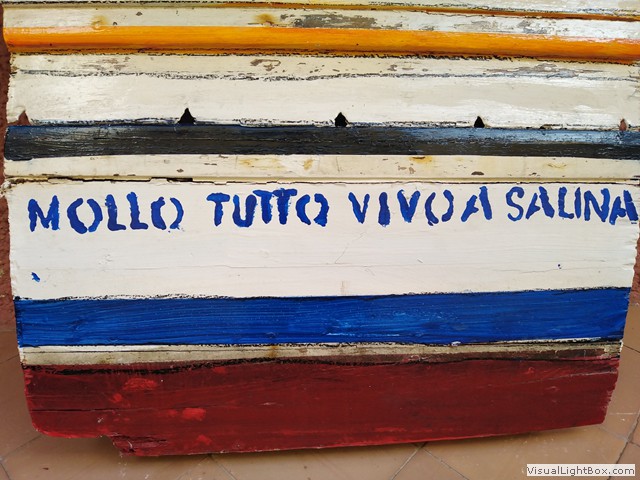 MOLLO TUTTO VIVO A SALINA
VisualLightBox.com